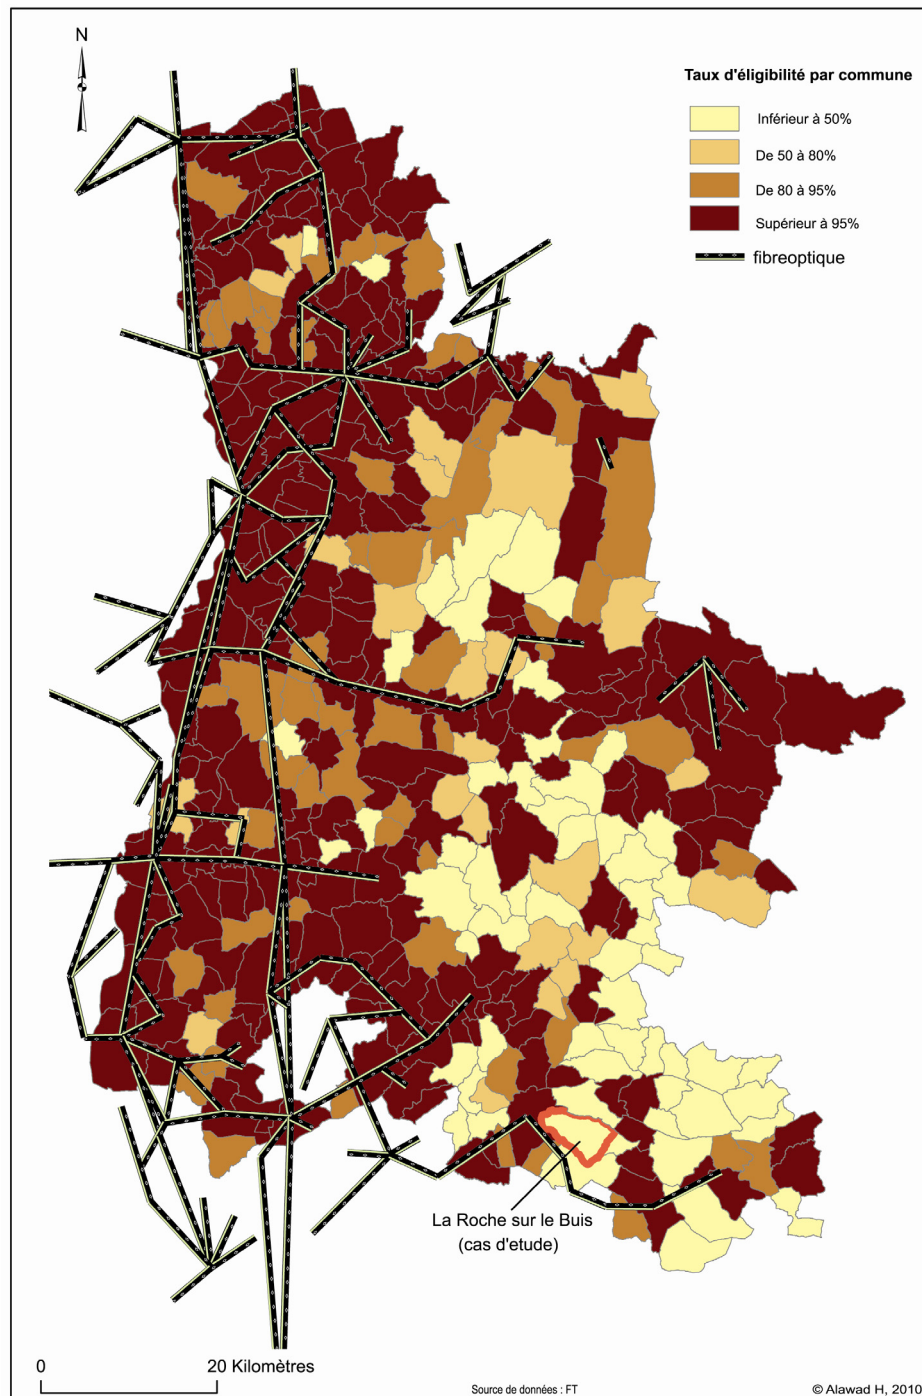 N
Taux d'éligibilité par commune
Inférieur à 50%
De 50 à 80%
De 80 à 95%
Supérieur à 95%
fibreoptique
La Roche sur le Buis
(cas d'etude)
0 20 Kilomètres
Source de données : FT
© Alawad H, 2010